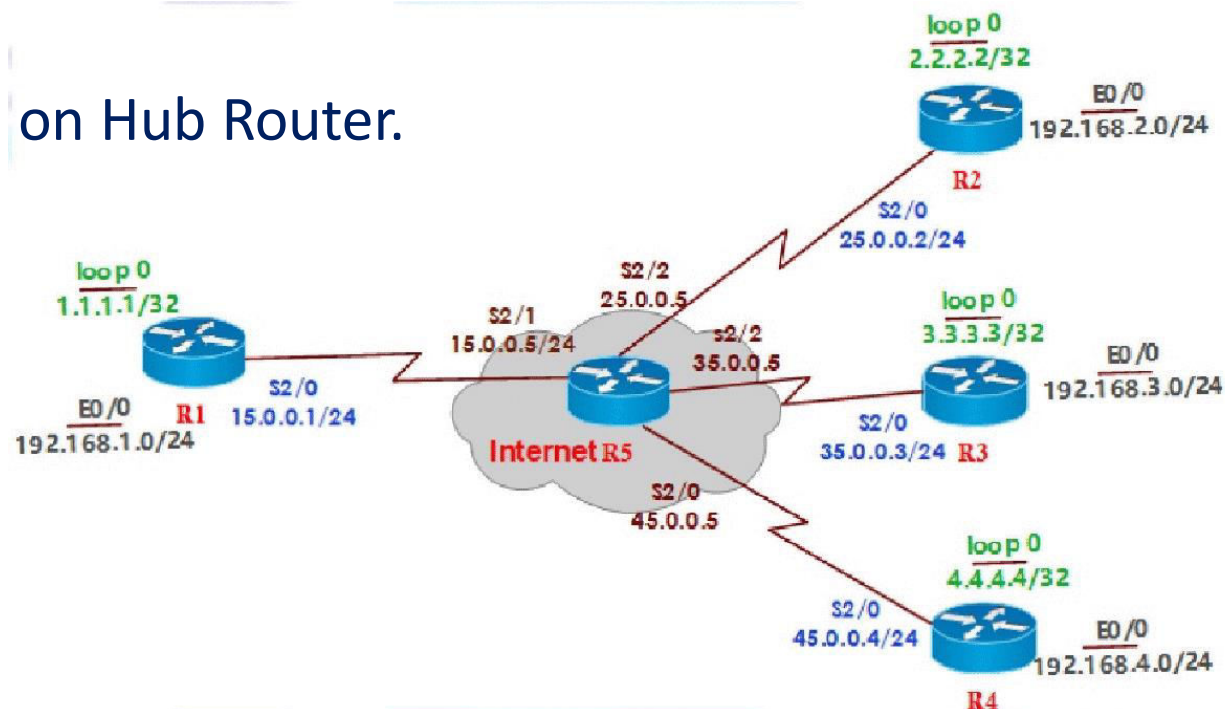 on Hub Router.
loop 0
2.2.2.2/32
E0/0
192.168.2.0/24
R2
S2/0
25.0.0.2/24
loop 0
1.1.1.1/32
E0/0
192.168.1.0/24
R1
S2/0
15.0.0.1/24
S2/1
15.0.0.5/24
S2/2
25.0.0.5
S2/2
35.0.0.5
Internet R5
S2/0
45.0.0.5
loop 0
3.3.3.3/32
E0/0
192.168.3.0/24
S2/0
35.0.0.3/24 R3
loop 0
4.4.4.4/32
S2/0
45.0.0.4/24
E0/0
192.168.4.0/24
R4